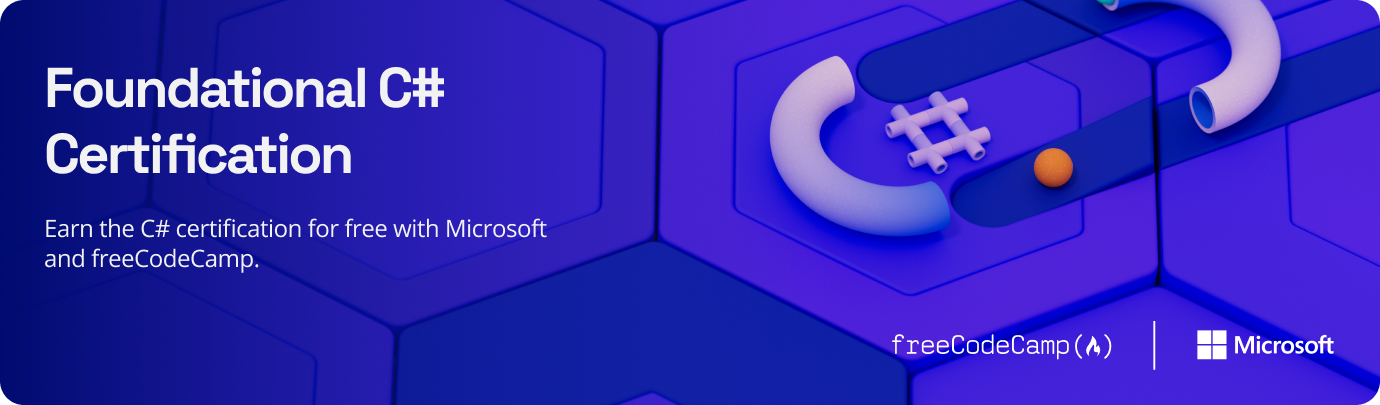 Foundational C#
Certification
Earn the C# certification for free with Microsoft
and freeCodeCamp.
C#
freeCodeCamp(🔥)
Microsoft